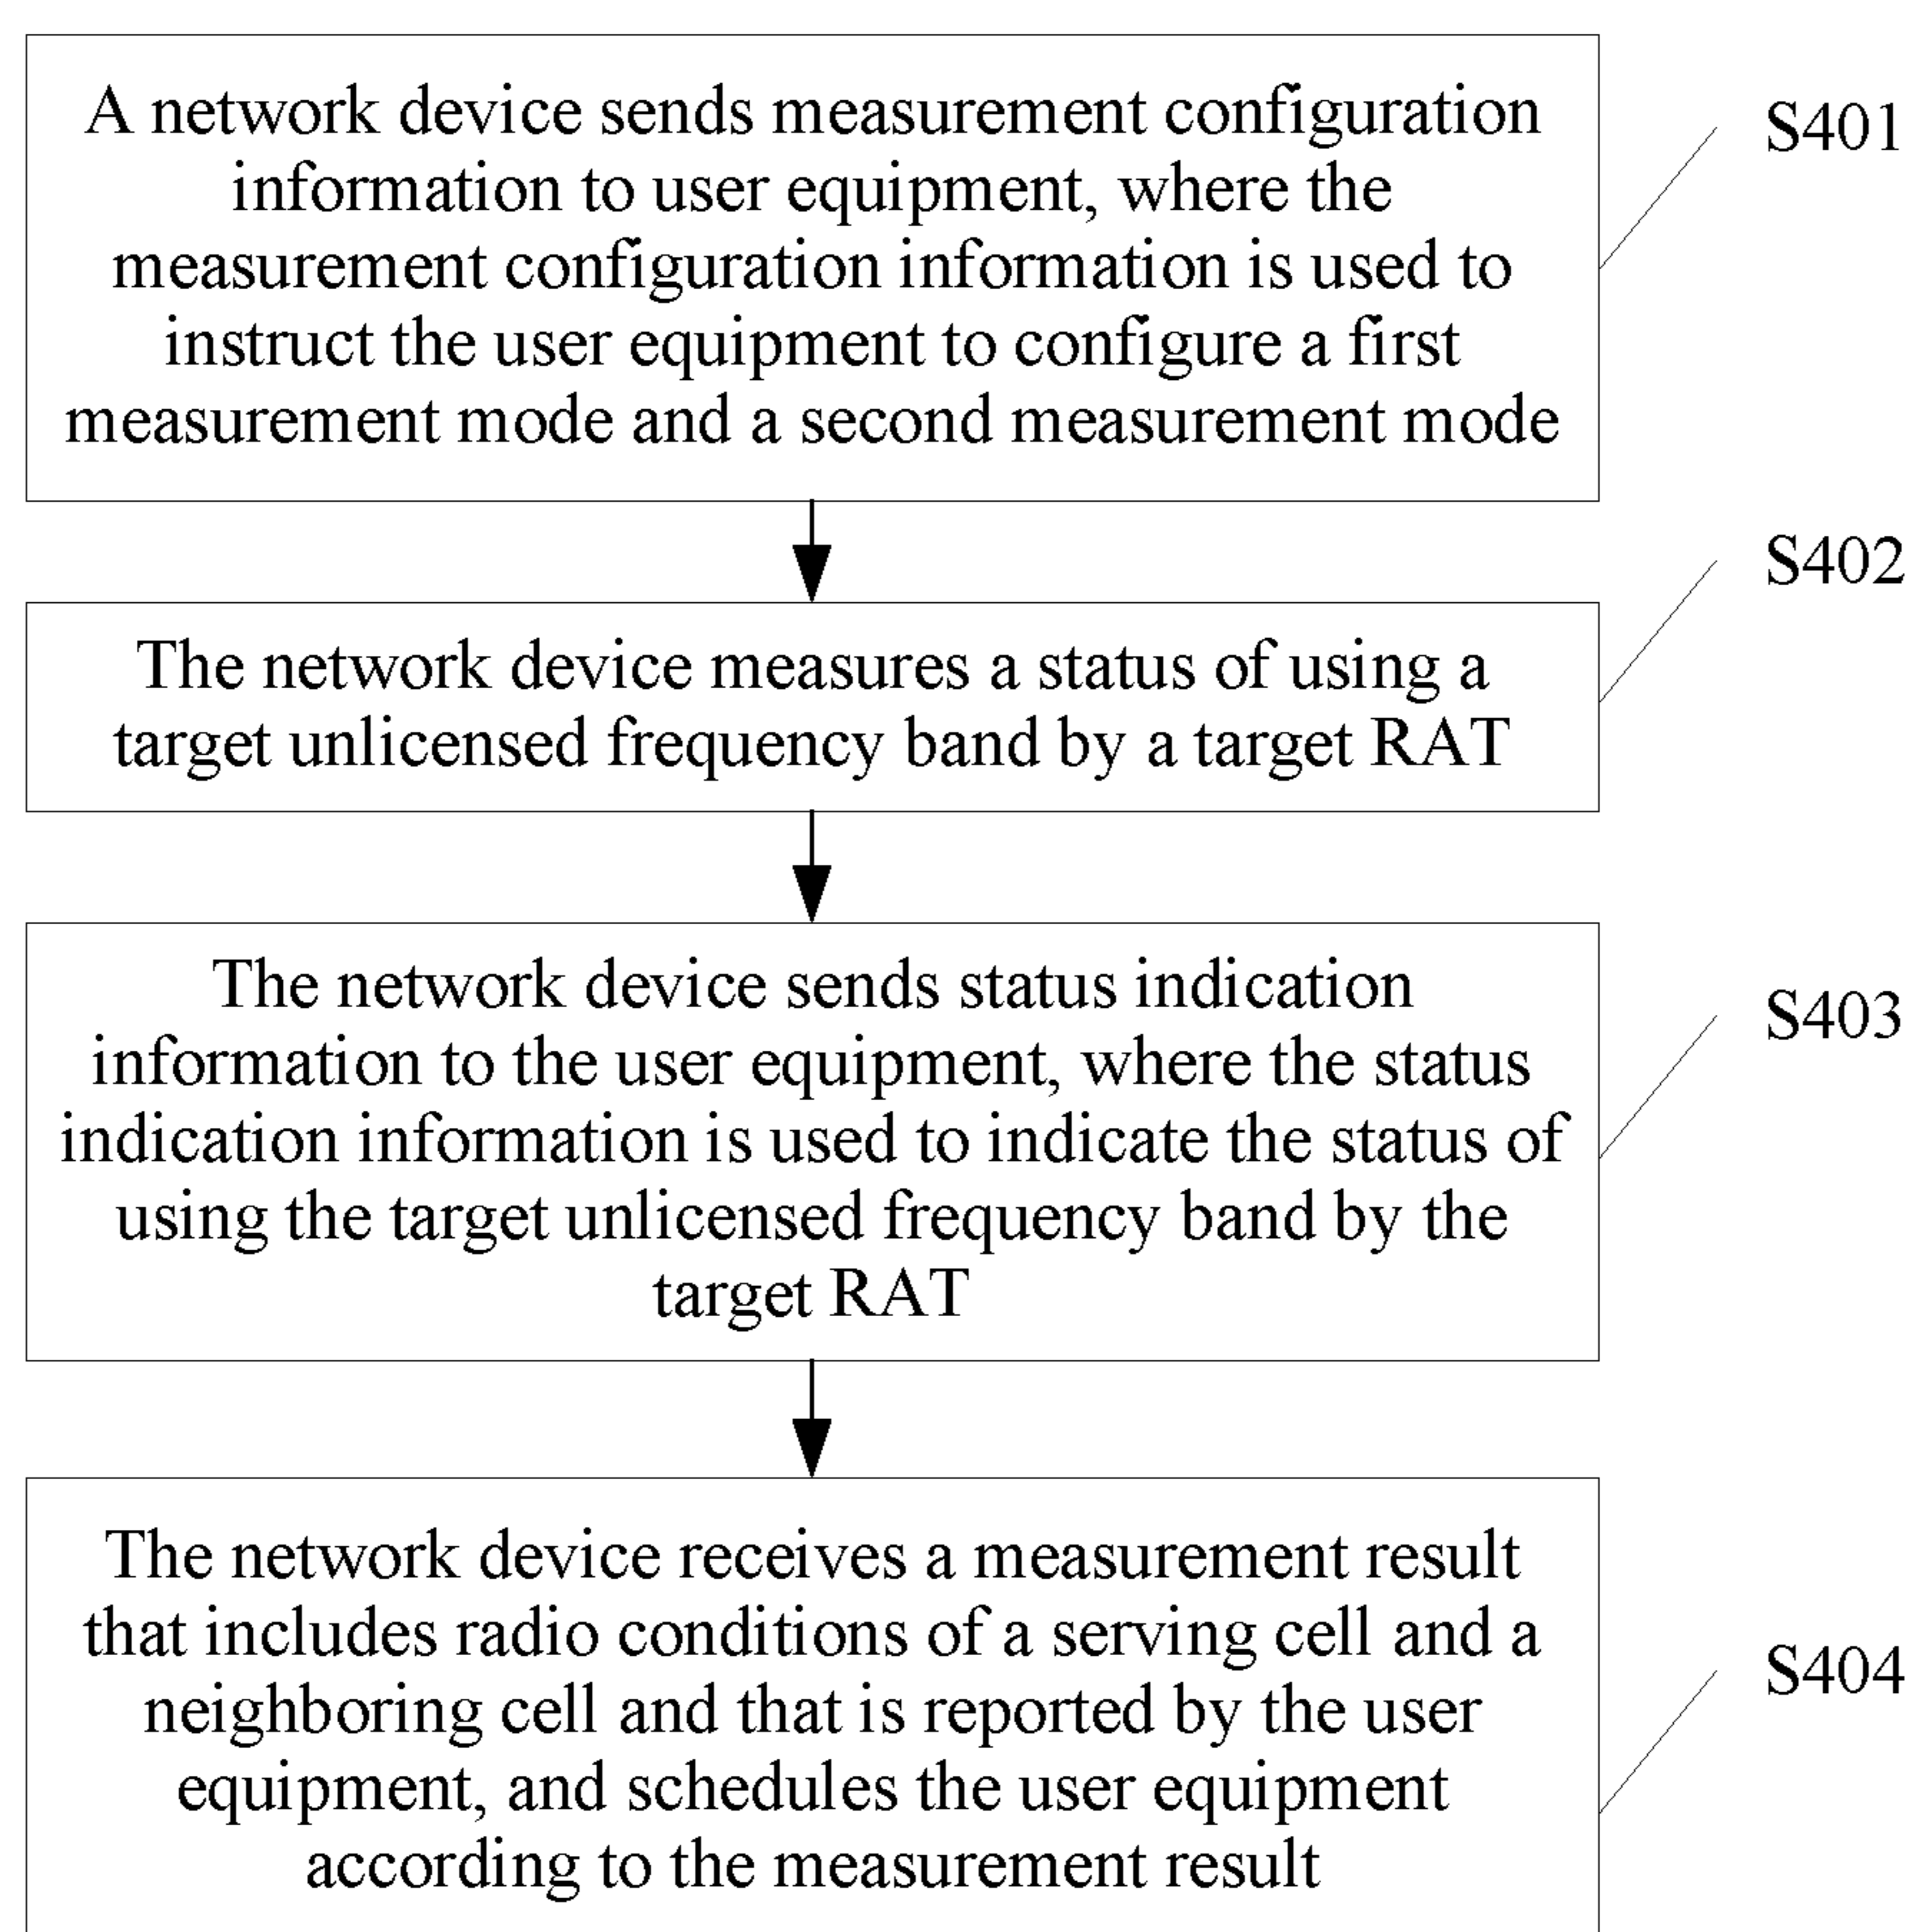 A network device sends measurement configuration
information to user equipment, where the
measurement configuration information is used to
instruct the user equipment to configure a first
measurement mode and a second measurement mode
S401
The network device measures a status of using a
target unlicensed frequency band by a target RAT
S402
The network device sends status indication
information to the user equipment, where the status
indication information is used to indicate the status of
using the target unlicensed frequency band by the
target RAT
S403
The network device receives a measurement result
that includes radio conditions of a serving cell and a
neighboring cell and that is reported by the user
equipment, and schedules the user equipment
according to the measurement result
S404